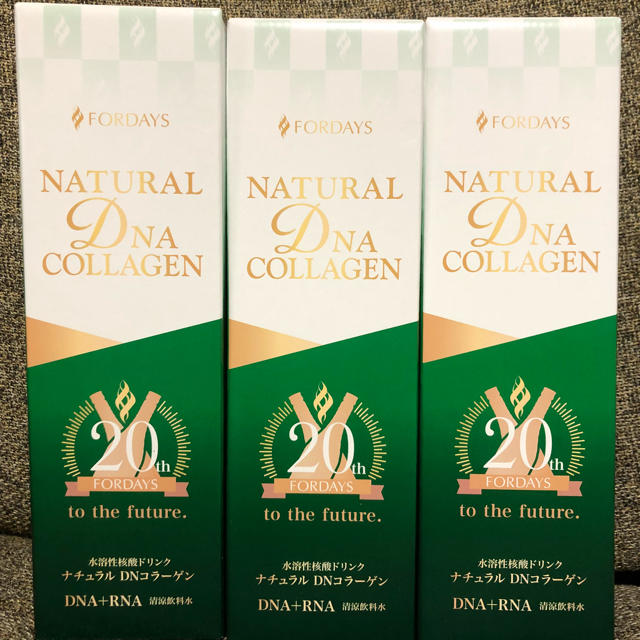 FORDAYS
NATURAL
DNA
COLLAGEN
20th
FORDAYS
to the future.
水溶性核酸ドリンク
ナチュラル DNコラーゲン
DNA+RNA 清涼飲料水
FORDAYS
NATURAL
DNA
COLLAGEN
20th
FORDAYS
to the future.
水溶性核酸ドリンク
ナチュラル DNコラーゲン
DNA+RNA 清涼飲料水
FORDAYS
NATURAL
DNA
COLLAGEN
20th
FORDAYS
to the future.
水溶性核酸ドリンク
ナチュラル DNコラーゲン
DNA+RNA 清涼飲料水